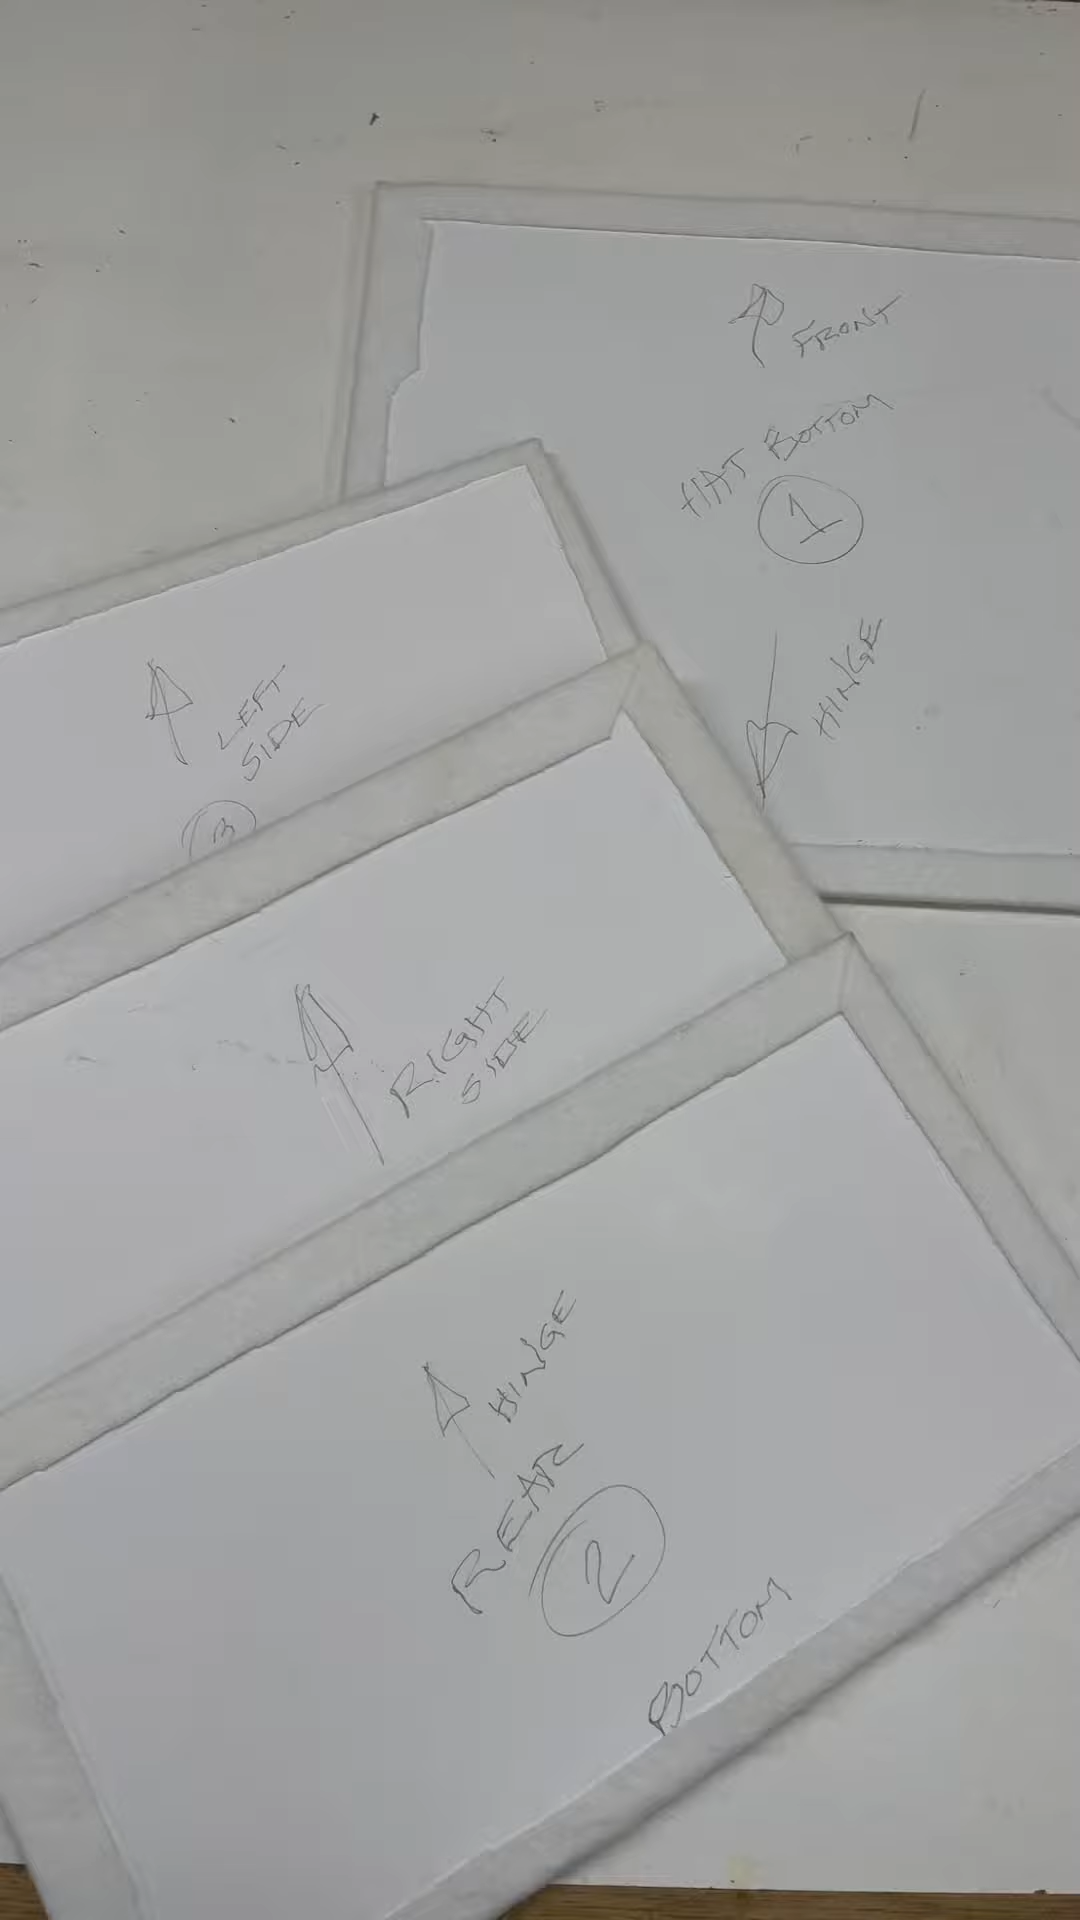 FRONT
flAT BOTTOM
1
HINGE
LEFT
SIDE
3
RIGHT
SIDE
HINGE
REAR
2
BOTTOM